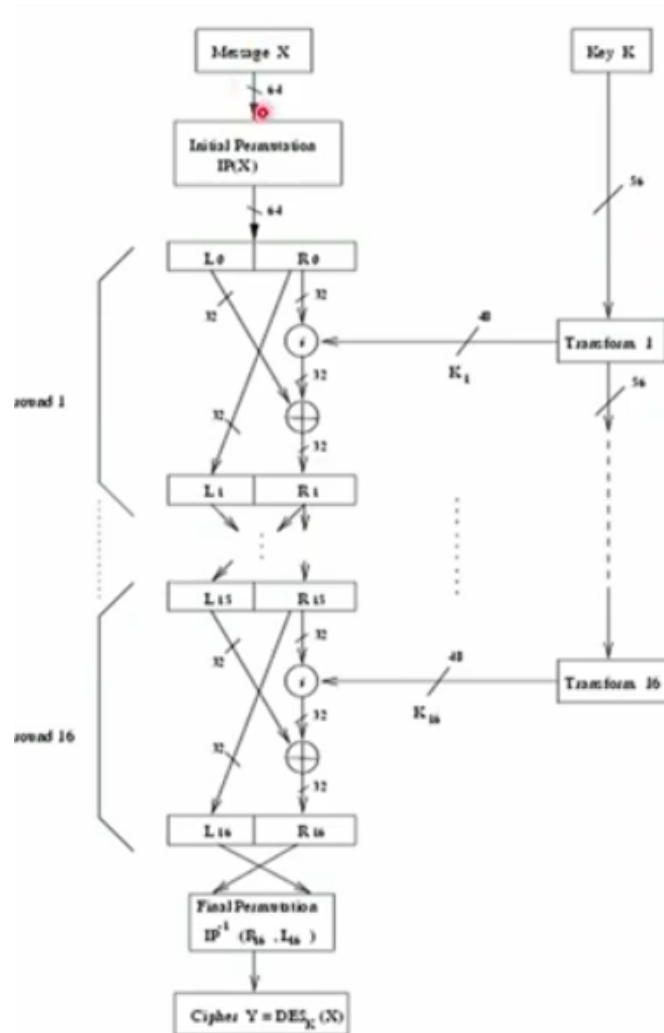 Message X
Key K
64
Initial Permutation
IP(X)
56
64
L0 R0
32 32
48
i
Transform 1
K1
32
56
round 1
32
32
L1 R1
L15 R15
32 32
48
i
Transform 16
K16
32
round 16
32
32
L16 R16
Final Permutation
IP-1 (R16 , L16 )
Cipher Y = DESK (X)